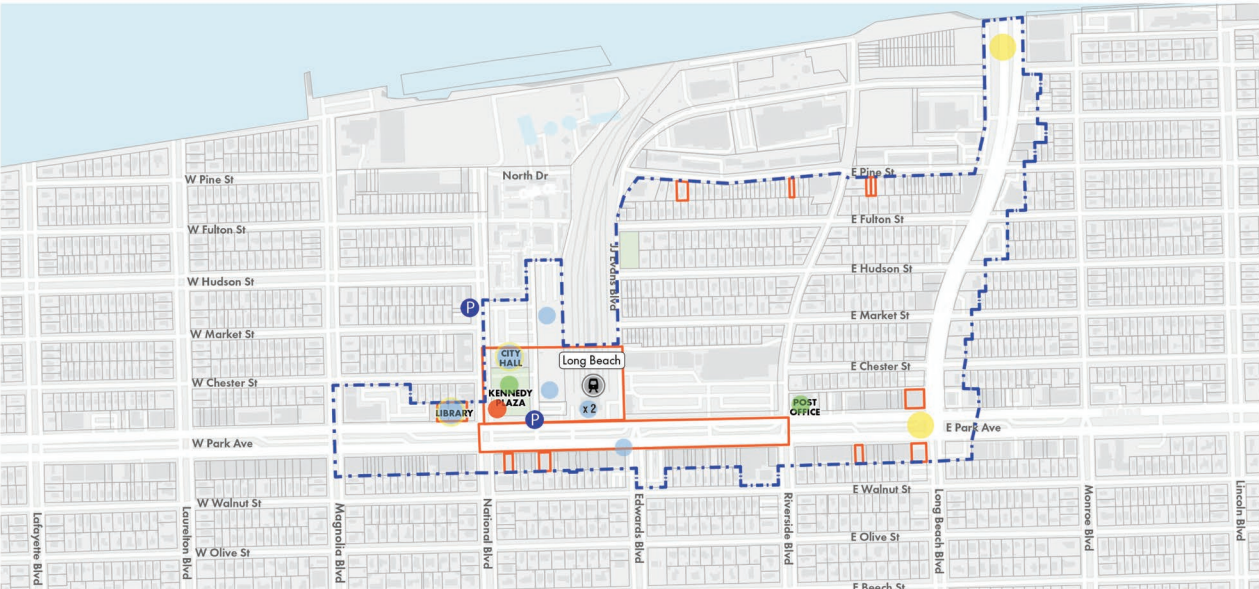 W Pine St
North Dr
E Pine St
W Fulton St
E Fulton St
JJ Evans Blvd
W Hudson St
E Hudson St
P
W Market St
E Market St
CITY
HALL
Long Beach
E Chester St
W Chester St
KENNEDY
PLAZA
x 2
LIBRARY
P
POST
OFFICE
E Park Ave
W Park Ave
W Walnut St
E Walnut St
W Olive St
E Olive St
E Beech St
Lafayette Blvd
Laurelton Blvd
Magnolia Blvd
National Blvd
Edwards Blvd
Riverside Blvd
Long Beach Blvd
Monroe Blvd
Lincoln Blvd